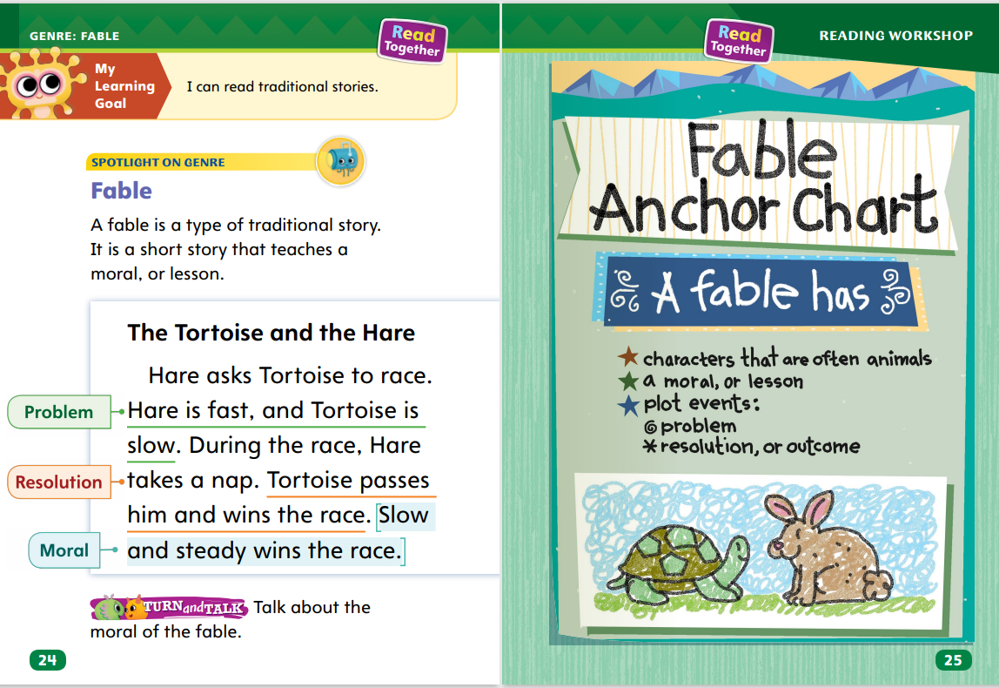 GENRE: FABLE
Read
Together
My
Learning
Goal
I can read traditional stories.
SPOTLIGHT ON GENRE
Fable
A fable is a type of traditional story.
It is a short story that teaches a
moral, or lesson.
The Tortoise and the Hare
Hare asks Tortoise to race.
Problem
Hare is fast, and Tortoise is
slow. During the race, Hare
Resolution
takes a nap. Tortoise passes
him and wins the race. [Slow
Moral
and steady wins the race.]
TURN and TALK Talk about the
moral of the fable.
24
Read
Together
READING WORKSHOP
Fable
Anchor Chart
A fable has
characters that are often animals
a moral, or lesson
plot events:
problem
resolution, or outcome
25